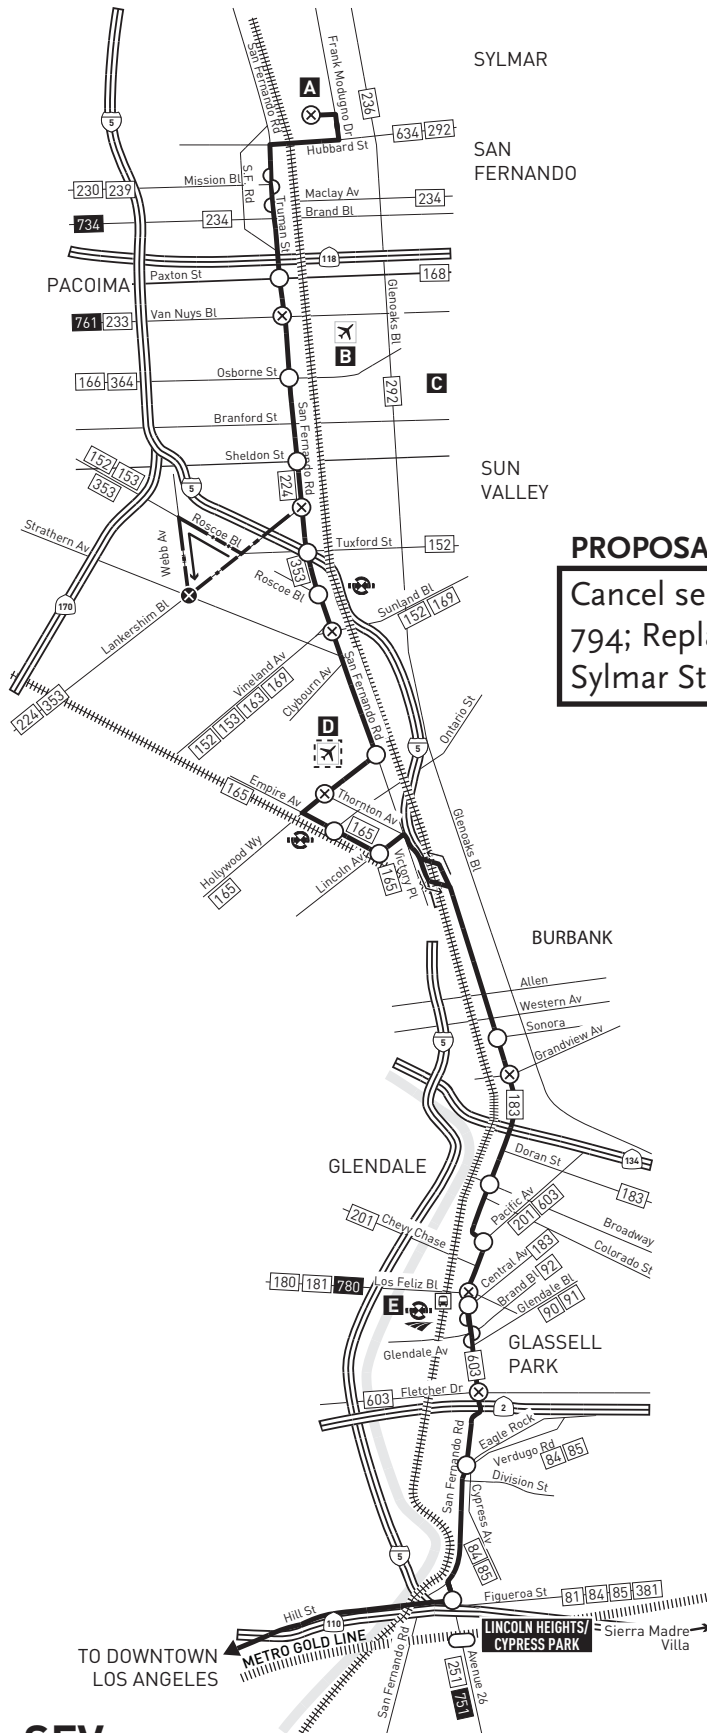 SYLMAR
San Fernando Rd
Frank Modugno Dr
A
236
5
634 292
Hubbard St
SAN
FERNANDO
S.F. Rd
Mission Bl
230 239
Maclay Av
234
Truman St
Brand Bl
734
234
118
PACOIMA
Paxton St
168
Glenoaks Bl
761 233
Van Nuys Bl
B
166 364
Osborne St
292
C
San Fernando Rd
Branford St
Sheldon St
152 153
353
5
224
SUN
VALLEY
Strathern Av
Webb Av
Roscoe Bl
Tuxford St
152
PROPOSA
353
Roscoe Bl
Cancel se
794; Repla
Sylmar St
170
Lankershim Bl
Sunland Bl
152 169
Vineland Av
152 153 163 169
Clybourn Av
San Fernando Rd
224 353
D
Ontario St
5
165
Empire Av
Thornton Av
165
Glenoaks Bl
Hollywood Wy
165
Lincoln Av
165
Victory Pl
BURBANK
Allen
Western Av
Sonora
Grandview Av
5
183
GLENDALE
Doran St
134
183
Pacific Av
201 603
Broadway
Colorado St
201
Chevy Chase
Central Av 183
Brand Bl 92
Glendale Bl
90 91
180 181 780
Los Feliz Bl
E
Glendale Av
GLASSELL
PARK
603
603
Fletcher Dr
2
San Fernando Rd
Eagle Rock
Verdugo Rd
84 85
Division St
Cypress Av
84 85
5
Figueroa St
81 84 85 381
Hill St
110
METRO GOLD LINE
LINCOLN HEIGHTS/
CYPRESS PARK
Sierra Madre
Villa
TO DOWNTOWN
LOS ANGELES
San Fernando Rd
Avenue 26
251 751